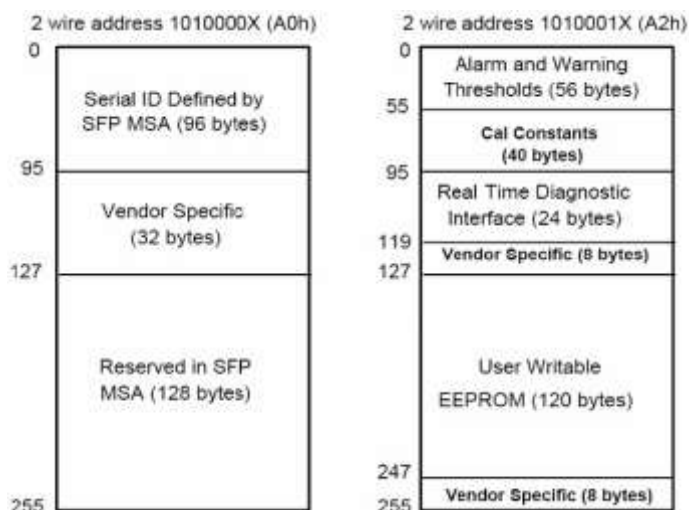 2 wire address 1010000X (A0h)
0
Serial ID Defined by
SFP MSA (96 bytes)
95
Vendor Specific
(32 bytes)
127
Reserved in SFP
MSA (128 bytes)
255
2 wire address 1010001X (A2h)
0
Alarm and Warning
Thresholds (56 bytes)
55
Cal Constants
(40 bytes)
95
Real Time Diagnostic
Interface (24 bytes)
119
Vendor Specific (8 bytes)
127
User Writable
EEPROM (120 bytes)
247
Vendor Specific (8 bytes)
255